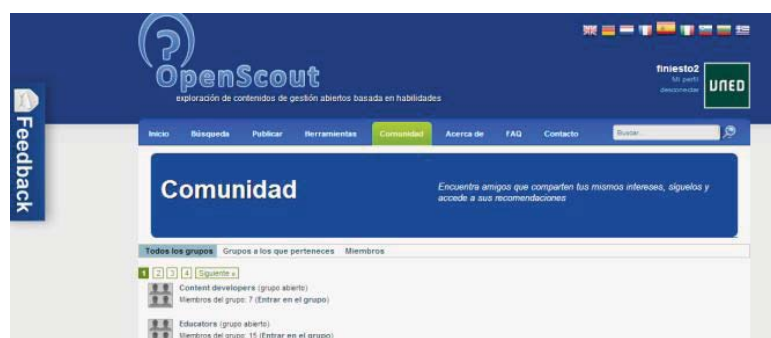 OpenScout
exploración de contenidos de gestión abiertos basada en habilidades
finiesto2
Mi perfil
desconectar
UNED
Feedback
Inicio Búsqueda Publicar Herramientas Comunidad Acerca de FAQ Contacto Buscar...
Comunidad
Encuentra amigos que comparten tus mismos intereses, síguelos y
accede a sus recomendaciones
Todos los grupos Grupos a los que perteneces Miembros
1 2 3 4 Siguiente »
Content developers (grupo abierto)
Miembros del grupo: 7 (Entrar en el grupo)
Educators (grupo abierto)
Miembros del grupo: 15 (Entrar en el grupo)